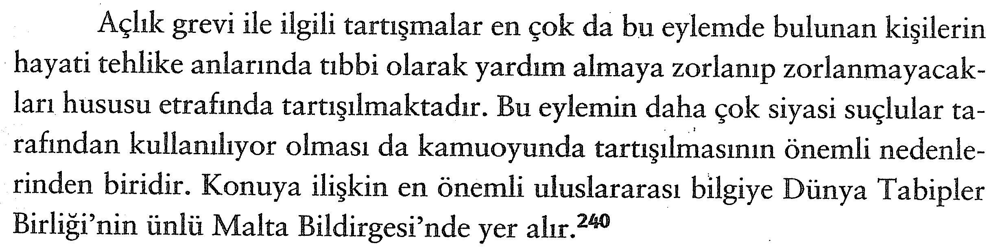 Açlık grevi ile ilgili tartışmalar en çok da bu eylemde bulunan kişilerin
hayati tehlike anlarında tıbbi olarak yardım almaya zorlanıp zorlanmayacak-
ları hususu etrafında tartışılmaktadır. Bu eylemin daha çok siyasi suçlular ta-
rafından kullanılıyor olması da kamuoyunda tartışılmasının önemli nedenle-
rinden biridir. Konuya ilişkin en önemli uluslararası bilgiye Dünya Tabipler
Birliği’nin ünlü Malta Bildirgesi’nde yer alır.240